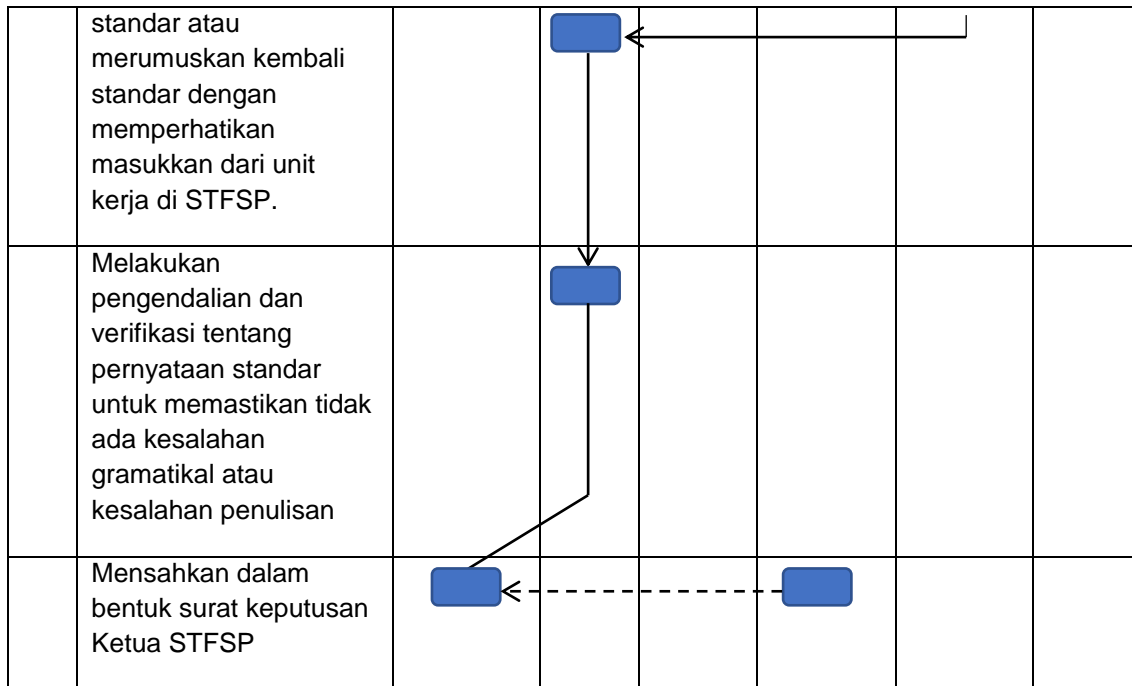 standar atau
merumuskan kembali
standar dengan
memperhatikan
masukkan dari unit
kerja di STFSP.
Melakukan
pengendalian dan
verifikasi tentang
pernyataan standar
untuk memastikan tidak
ada kesalahan
gramatikal atau
kesalahan penulisan
Mensahkan dalam
bentuk surat keputusan
Ketua STFSP